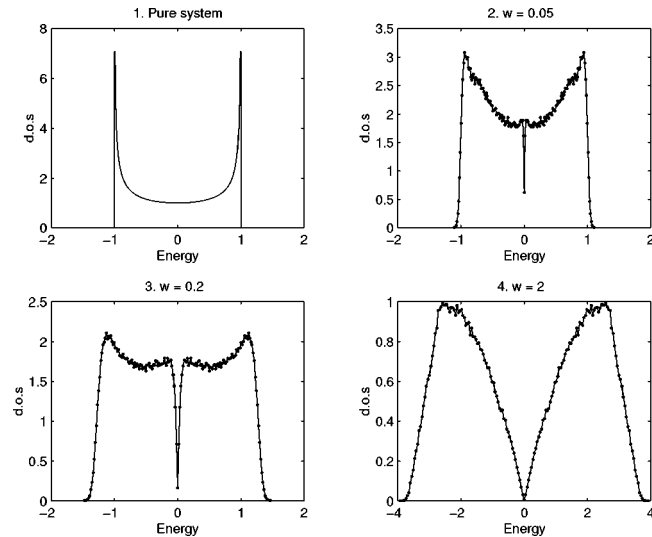 1. Pure system
8
6
4
2
0
d.o.s
−2 −1 0 1 2
Energy
2. w = 0.05
3.5
3
2.5
2
1.5
1
0.5
0
d.o.s
−2 −1 0 1 2
Energy
3. w = 0.2
2.5
2
1.5
1
0.5
0
d.o.s
−2 −1 0 1 2
Energy
4. w = 2
1
0.8
0.6
0.4
0.2
0
d.o.s
−4 −2 0 2 4
Energy